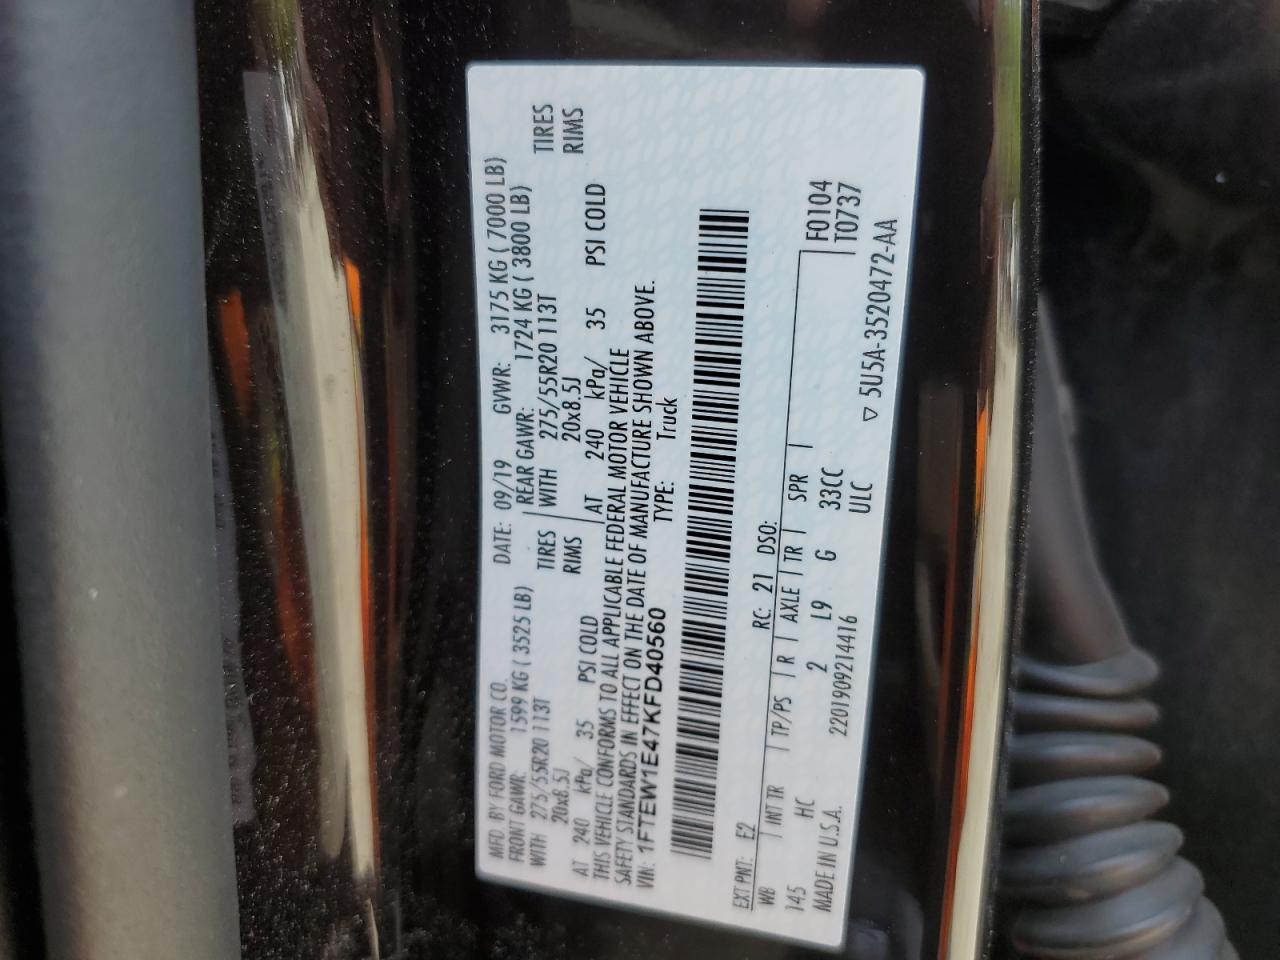 MFD. BY FORD MOTOR CO. DATE: 09/19 GVWR: 3175 KG ( 7000 LB)
FRONT GAWR: 1599 KG ( 3525 LB) REAR GAWR: 1724 KG ( 3800 LB)
WITH 275/55R20 113T TIRES WITH 275/55R20 113T TIRES
20x8.5J RIMS 20x8.5J RIMS
AT 240 kPa/ 35 PSI COLD AT 240 kPa/ 35 PSI COLD
THIS VEHICLE CONFORMS TO ALL APPLICABLE FEDERAL MOTOR VEHICLE
SAFETY STANDARDS IN EFFECT ON THE DATE OF MANUFACTURE SHOWN ABOVE.
VIN: 1FTEW1E47KFD40560 TYPE: Truck
EXT PNT: E2 RC: 21 DSO:
WB INT TR TP/PS R AXLE TR SPR
145 HC 2 L9 G 33CC F0104
MADE IN U.S.A. 2201909214416 ULC T0737
▽ 5U5A-3520472-AA